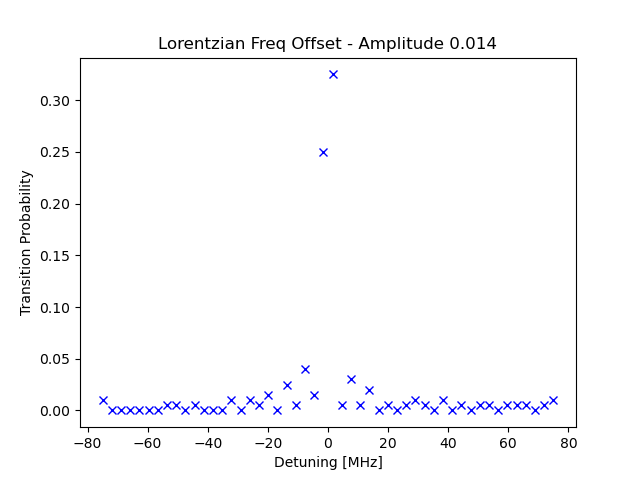 Lorentzian Freq Offset - Amplitude 0.014
0.30
0.25
0.20
0.15
0.10
0.05
0.00
Transition Probability
−80 −60 −40 −20 0 20 40 60 80
Detuning [MHz]